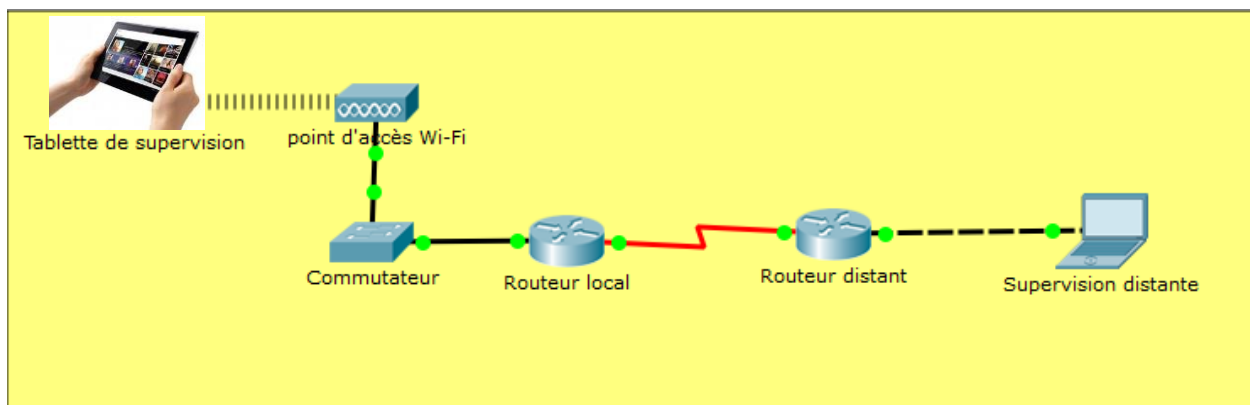 Tablette de supervision
point d'accès Wi-Fi
Commutateur
Routeur local
Routeur distant
Supervision distante